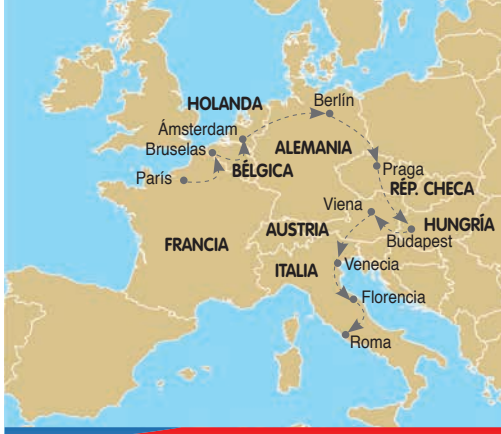 HOLANDA
Berlín
Ámsterdam
Bruselas
ALEMANIA
París
BÉLGICA
Praga
RÉP. CHECA
Viena
HUNGRÍA
AUSTRIA
Budapest
FRANCIA
ITALIA
Venecia
Florencia
Roma